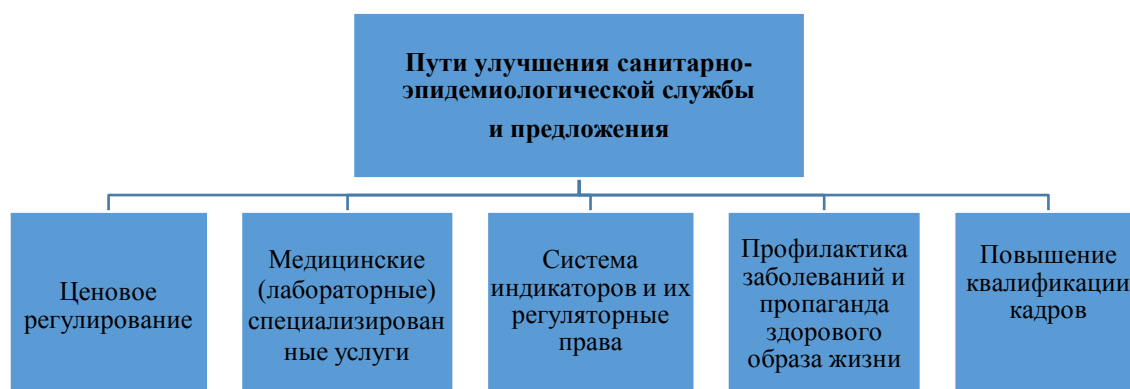 Пути улучшения санитарно-
эпидемиологической службы
и предложения
Ценовое
регулирование
Медицинские
(лабораторные)
специализирован
ные услуги
Система
индикаторов и их
регуляторные
права
Профилактика
заболеваний и
пропаганда
здорового
образа жизни
Повышение
квалификации
кадров